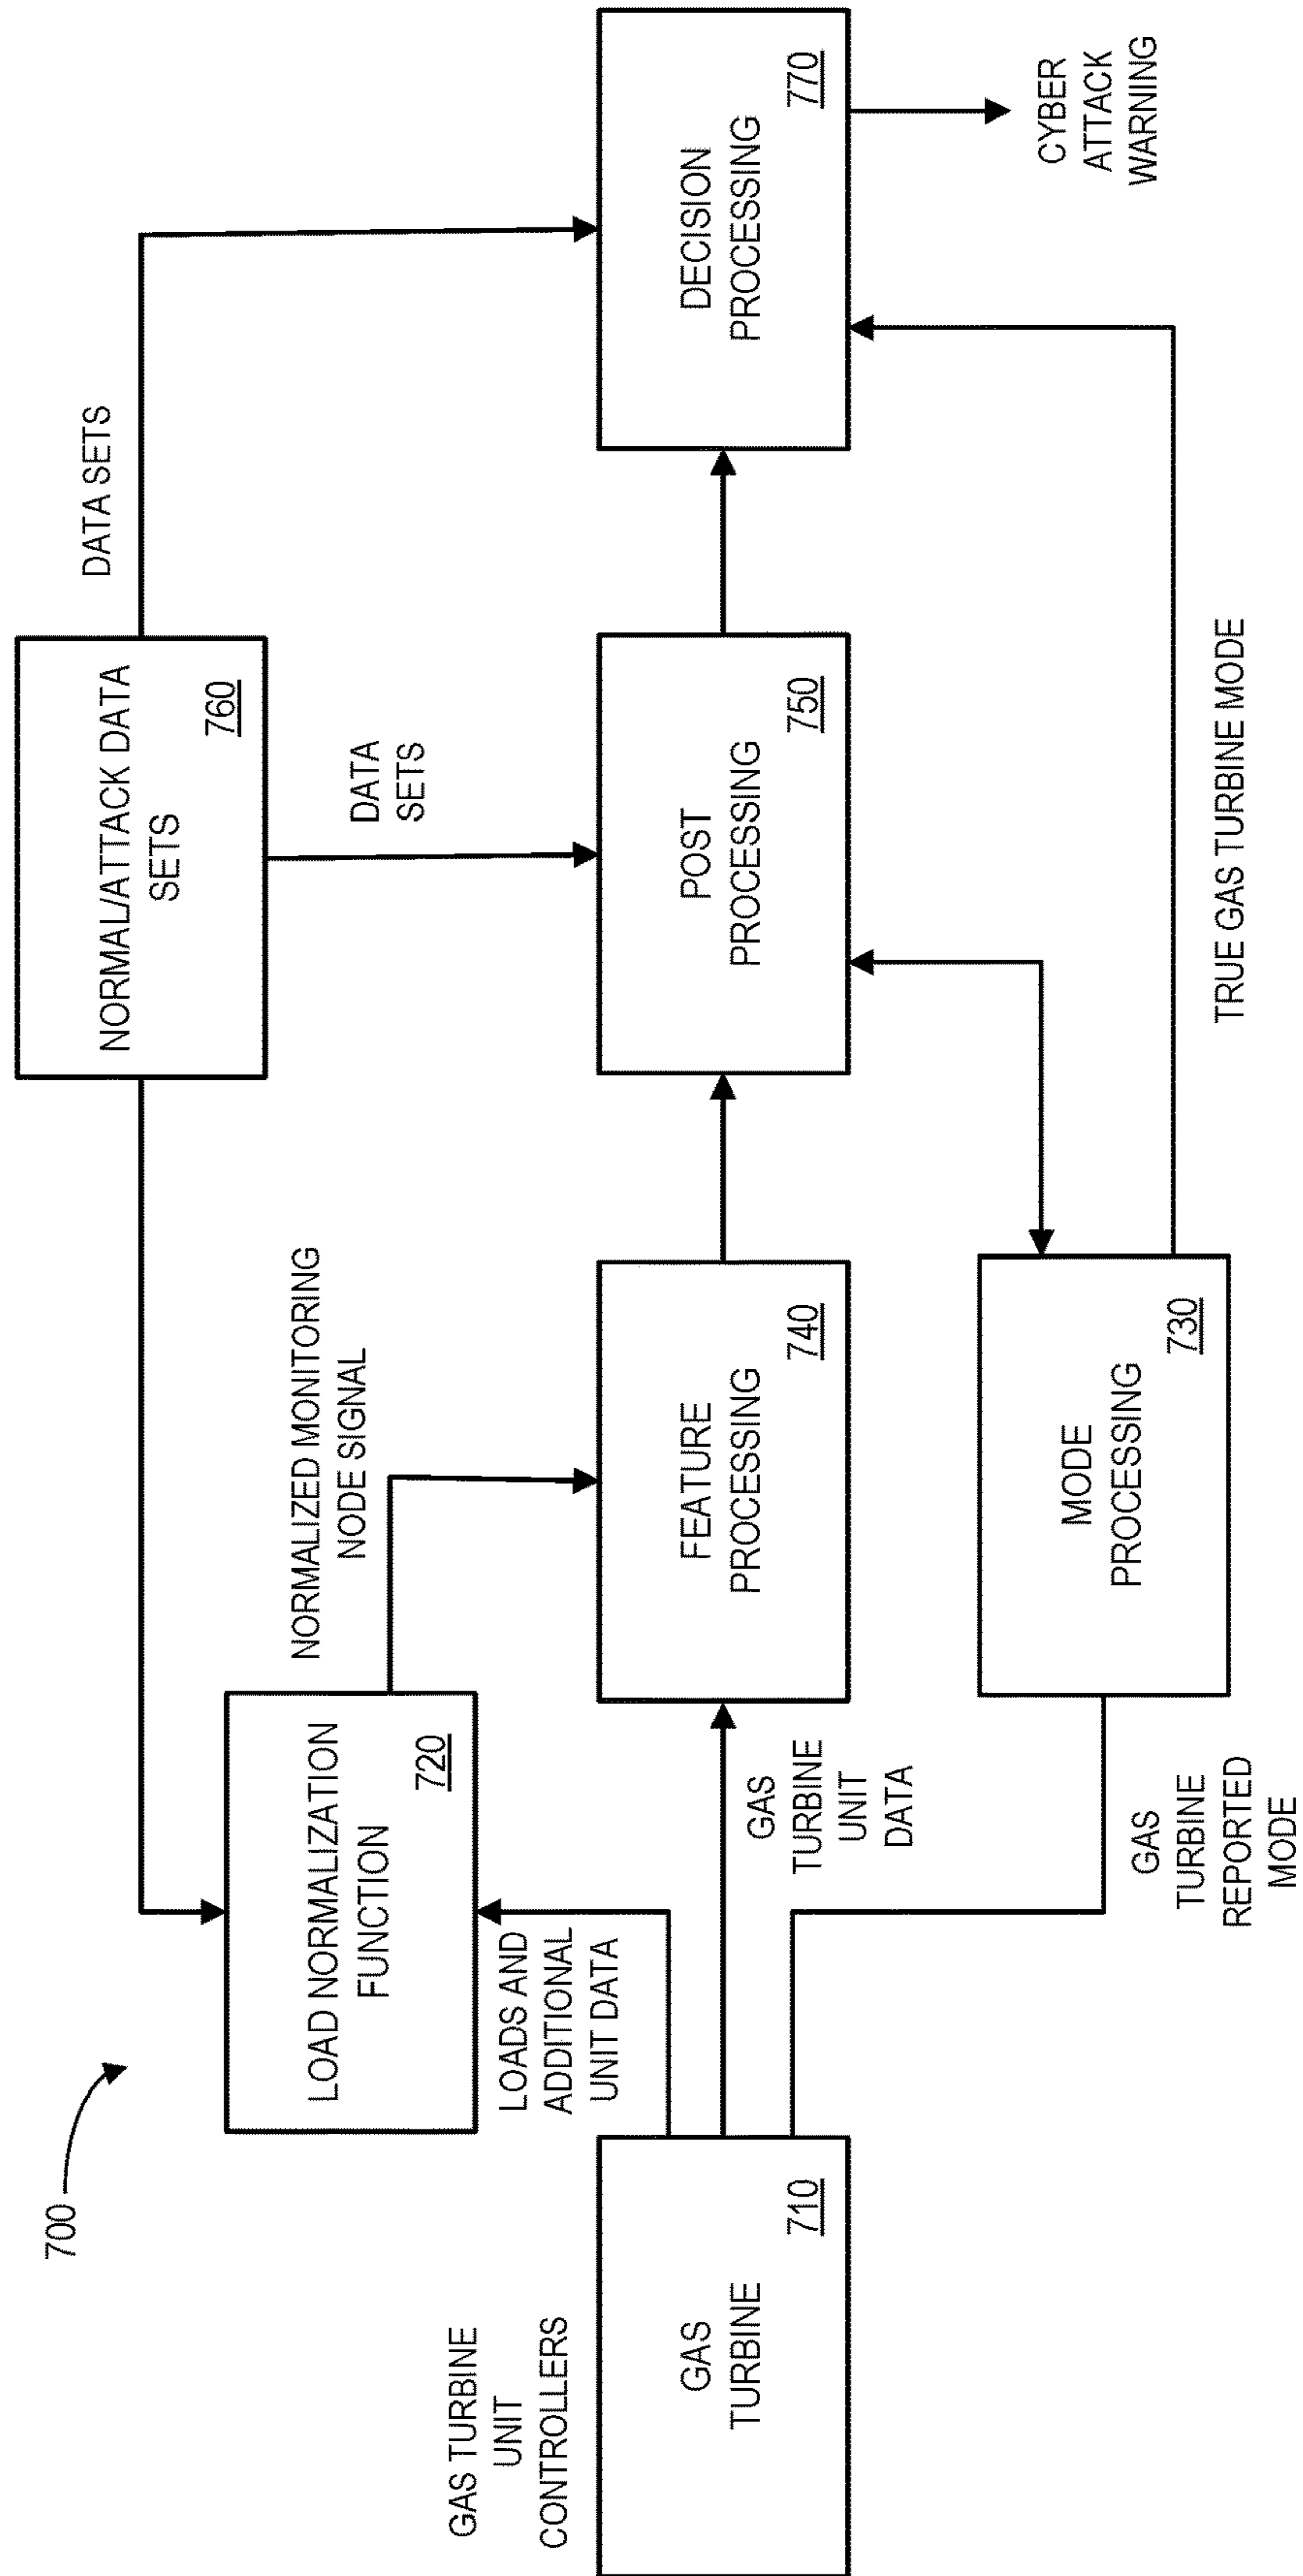 700
NORMAL/ATTACK DATA
SETS
760
DATA SETS
DATA
SETS
LOAD NORMALIZATION
FUNCTION
720
NORMALIZED MONITORING
NODE SIGNAL
LOADS AND
ADDITIONAL
UNIT DATA
GAS TURBINE
UNIT
CONTROLLERS
GAS
TURBINE
710
GAS
TURBINE
UNIT
DATA
FEATURE
PROCESSING
740
POST
PROCESSING
750
DECISION
PROCESSING
770
CYBER
ATTACK
WARNING
GAS
TURBINE
REPORTED
MODE
MODE
PROCESSING
730
TRUE GAS TURBINE MODE